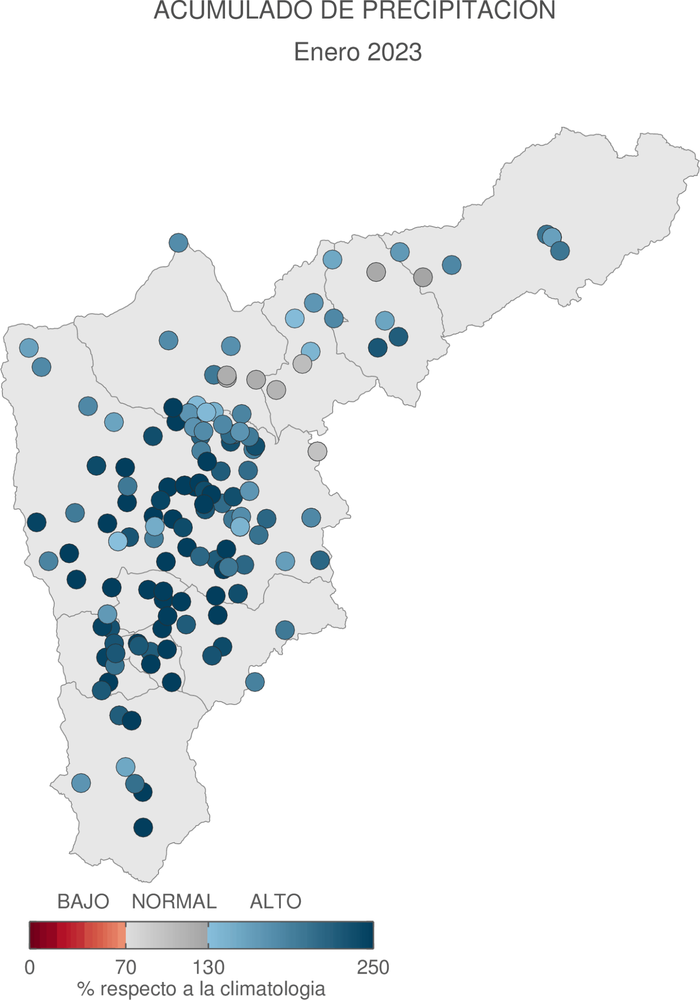 ACUMULADO DE PRECIPITACION
Enero 2023
BAJO NORMAL ALTO
0 70 130 250
% respecto a la climatologia